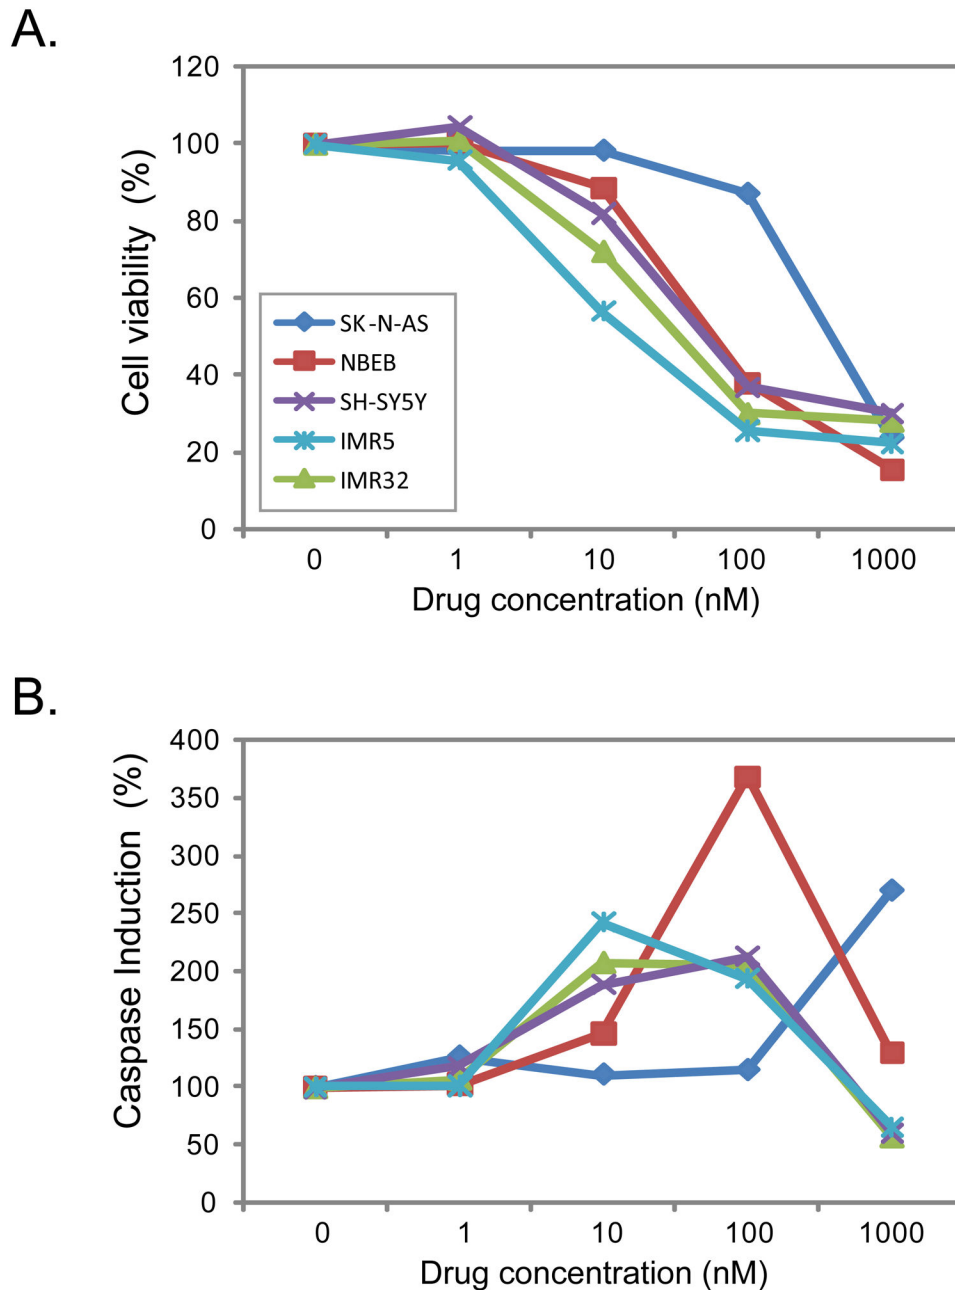 A.
120
100
80
60
40
20
0
Cell viability (%)
SK-N-AS
NBEB
SH-SY5Y
IMR5
IMR32
0 1 10 100 1000
Drug concentration (nM)
B.
400
350
300
250
200
150
100
50
0
Caspase Induction (%)
0 1 10 100 1000
Drug concentration (nM)